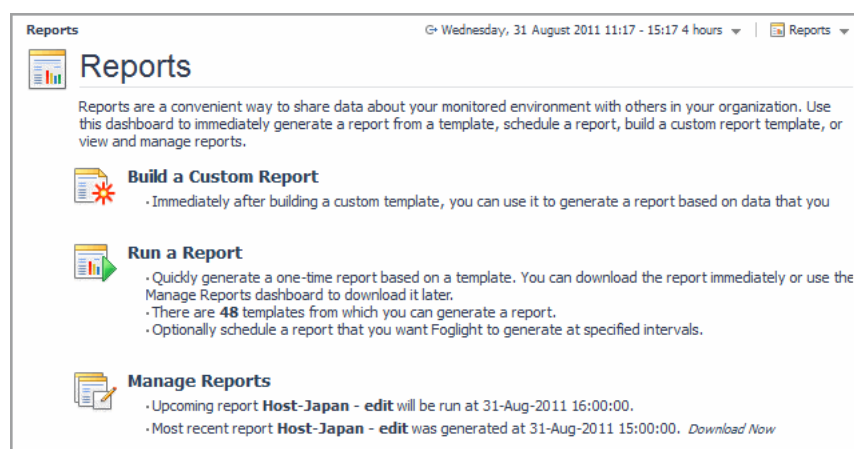 Reports
Wednesday, 31 August 2011 11:17 - 15:17 4 hours
Reports
Reports
Reports are a convenient way to share data about your monitored environment with others in your organization. Use
this dashboard to immediately generate a report from a template, schedule a report, build a custom report template, or
view and manage reports.
Build a Custom Report
· Immediately after building a custom template, you can use it to generate a report based on data that you
Run a Report
· Quickly generate a one-time report based on a template. You can download the report immediately or use the
Manage Reports dashboard to download it later.
· There are 48 templates from which you can generate a report.
· Optionally schedule a report that you want Foglight to generate at specified intervals.
Manage Reports
· Upcoming report Host-Japan - edit will be run at 31-Aug-2011 16:00:00.
· Most recent report Host-Japan - edit was generated at 31-Aug-2011 15:00:00. Download Now